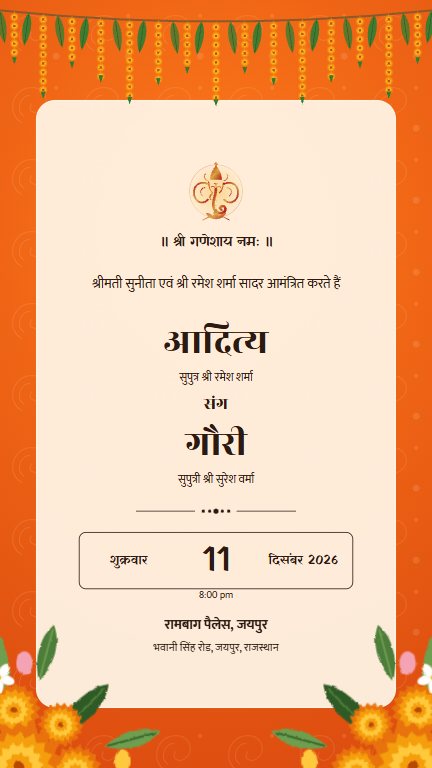 ॥ श्री गणेशाय नमः ॥
श्रीमती सुनीता एवं श्री रमेश शर्मा सादर आमंत्रित करते हैं
आदित्य
सुपुत्र श्री रमेश शर्मा
संग
गौरी
सुपुत्री श्री सुरेश वर्मा
शुक्रवार 11 दिसंबर 2026
8:00 pm
रामबाग पैलेस, जयपुर
भवानी सिंह रोड, जयपुर, राजस्थान